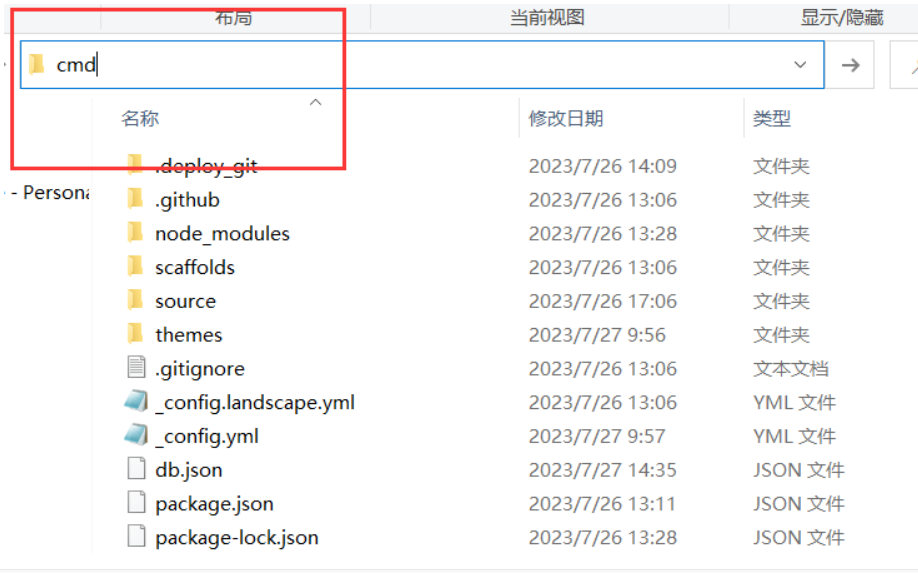 布局 当前视图 显示/隐藏
cmd
名称 修改日期 类型
.deploy_git 2023/7/26 14:09 文件夹
- Persona
.github 2023/7/26 13:06 文件夹
node_modules 2023/7/26 13:28 文件夹
scaffolds 2023/7/26 13:06 文件夹
source 2023/7/26 17:06 文件夹
themes 2023/7/27 9:56 文件夹
.gitignore 2023/7/26 13:06 文本文档
_config.landscape.yml 2023/7/26 13:06 YML 文件
_config.yml 2023/7/27 9:57 YML 文件
db.json 2023/7/27 14:35 JSON 文件
package.json 2023/7/26 13:11 JSON 文件
package-lock.json 2023/7/26 13:28 JSON 文件